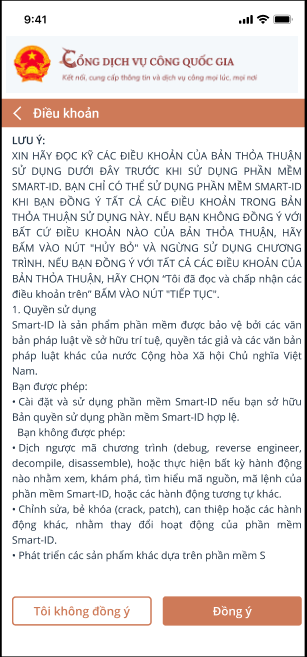 9:41
CỔNG DỊCH VỤ CÔNG QUỐC GIA
Kết nối, cung cấp thông tin và dịch vụ công mọi lúc, mọi nơi
Điều khoản
LƯU Ý:
XIN HÃY ĐỌC KỸ CÁC ĐIỀU KHOẢN CỦA BẢN THỎA THUẬN
SỬ DỤNG DƯỚI ĐÂY TRƯỚC KHI SỬ DỤNG PHẦN MỀM
SMART-ID. BẠN CHỈ CÓ THỂ SỬ DỤNG PHẦN MỀM SMART-ID
KHI BẠN ĐỒNG Ý TẤT CẢ CÁC ĐIỀU KHOẢN TRONG BẢN
THỎA THUẬN SỬ DỤNG NÀY. NẾU BẠN KHÔNG ĐỒNG Ý VỚI
BẤT CỨ ĐIỀU KHOẢN NÀO CỦA BẢN THỎA THUẬN, HÃY
BẤM VÀO NÚT "HỦY BỎ" VÀ NGỪNG SỬ DỤNG CHƯƠNG
TRÌNH. NẾU BẠN ĐỒNG Ý VỚI TẤT CẢ CÁC ĐIỀU KHOẢN CỦA
BẢN THỎA THUẬN, HÃY CHỌN "Tôi đã đọc và chấp nhận các
điều khoản trên" BẤM VÀO NÚT "TIẾP TỤC".
1. Quyền sử dụng
Smart-ID là sản phẩm phần mềm được bảo vệ bởi các văn
bản pháp luật về sở hữu trí tuệ, quyền tác giả và các văn bản
pháp luật khác của nước Cộng hòa Xã hội Chủ nghĩa Việt
Nam.
Bạn được phép:
• Cài đặt và sử dụng phần mềm Smart-ID nếu bạn sở hữu
Bản quyền sử dụng phần mềm Smart-ID hợp lệ.
Bạn không được phép:
• Dịch ngược mã chương trình (debug, reverse engineer,
decompile, disassemble), hoặc thực hiện bất kỳ hành động
nào nhằm xem, khám phá, tìm hiểu mã nguồn, mã lệnh của
phần mềm Smart-ID, hoặc các hành động tương tự khác.
• Chỉnh sửa, bẻ khóa (crack, patch), can thiệp hoặc các hành
động khác, nhằm thay đổi hoạt động của phần mềm
Smart-ID.
• Phát triển các sản phẩm khác dựa trên phần mềm S
Tôi không đồng ý
Đồng ý